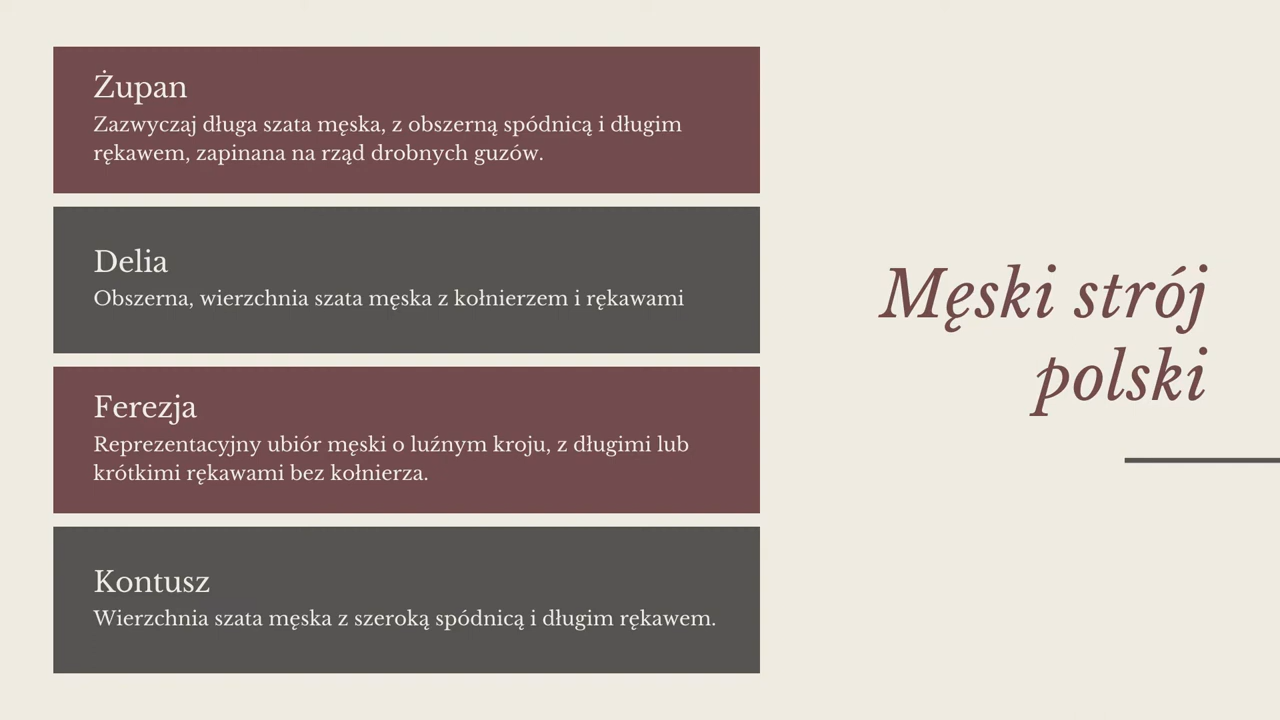 Żupan
Zazwyczaj długa szata męska, z obszerną spódnicą i długim
rękawem, zapinana na rząd drobnych guzów.
Delia
Obszerna, wierzchnia szata męska z kołnierzem i rękawami
Ferezja
Reprezentacyjny ubiór męski o luźnym kroju, z długimi lub
krótkimi rękawami bez kołnierza.
Kontusz
Wierzchnia szata męska z szeroką spódnicą i długim rękawem.
Męski strój
polski